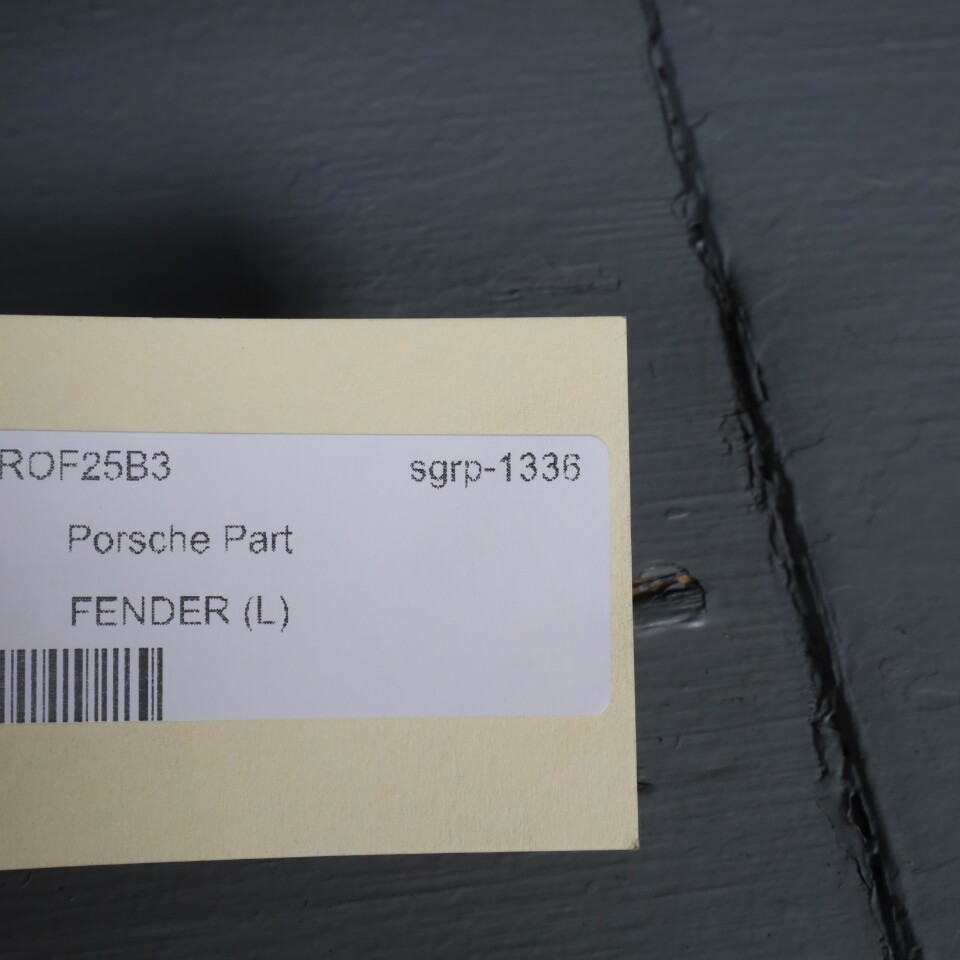 ROF25B3 sgrp-1336
Porsche Part
FENDER (L)